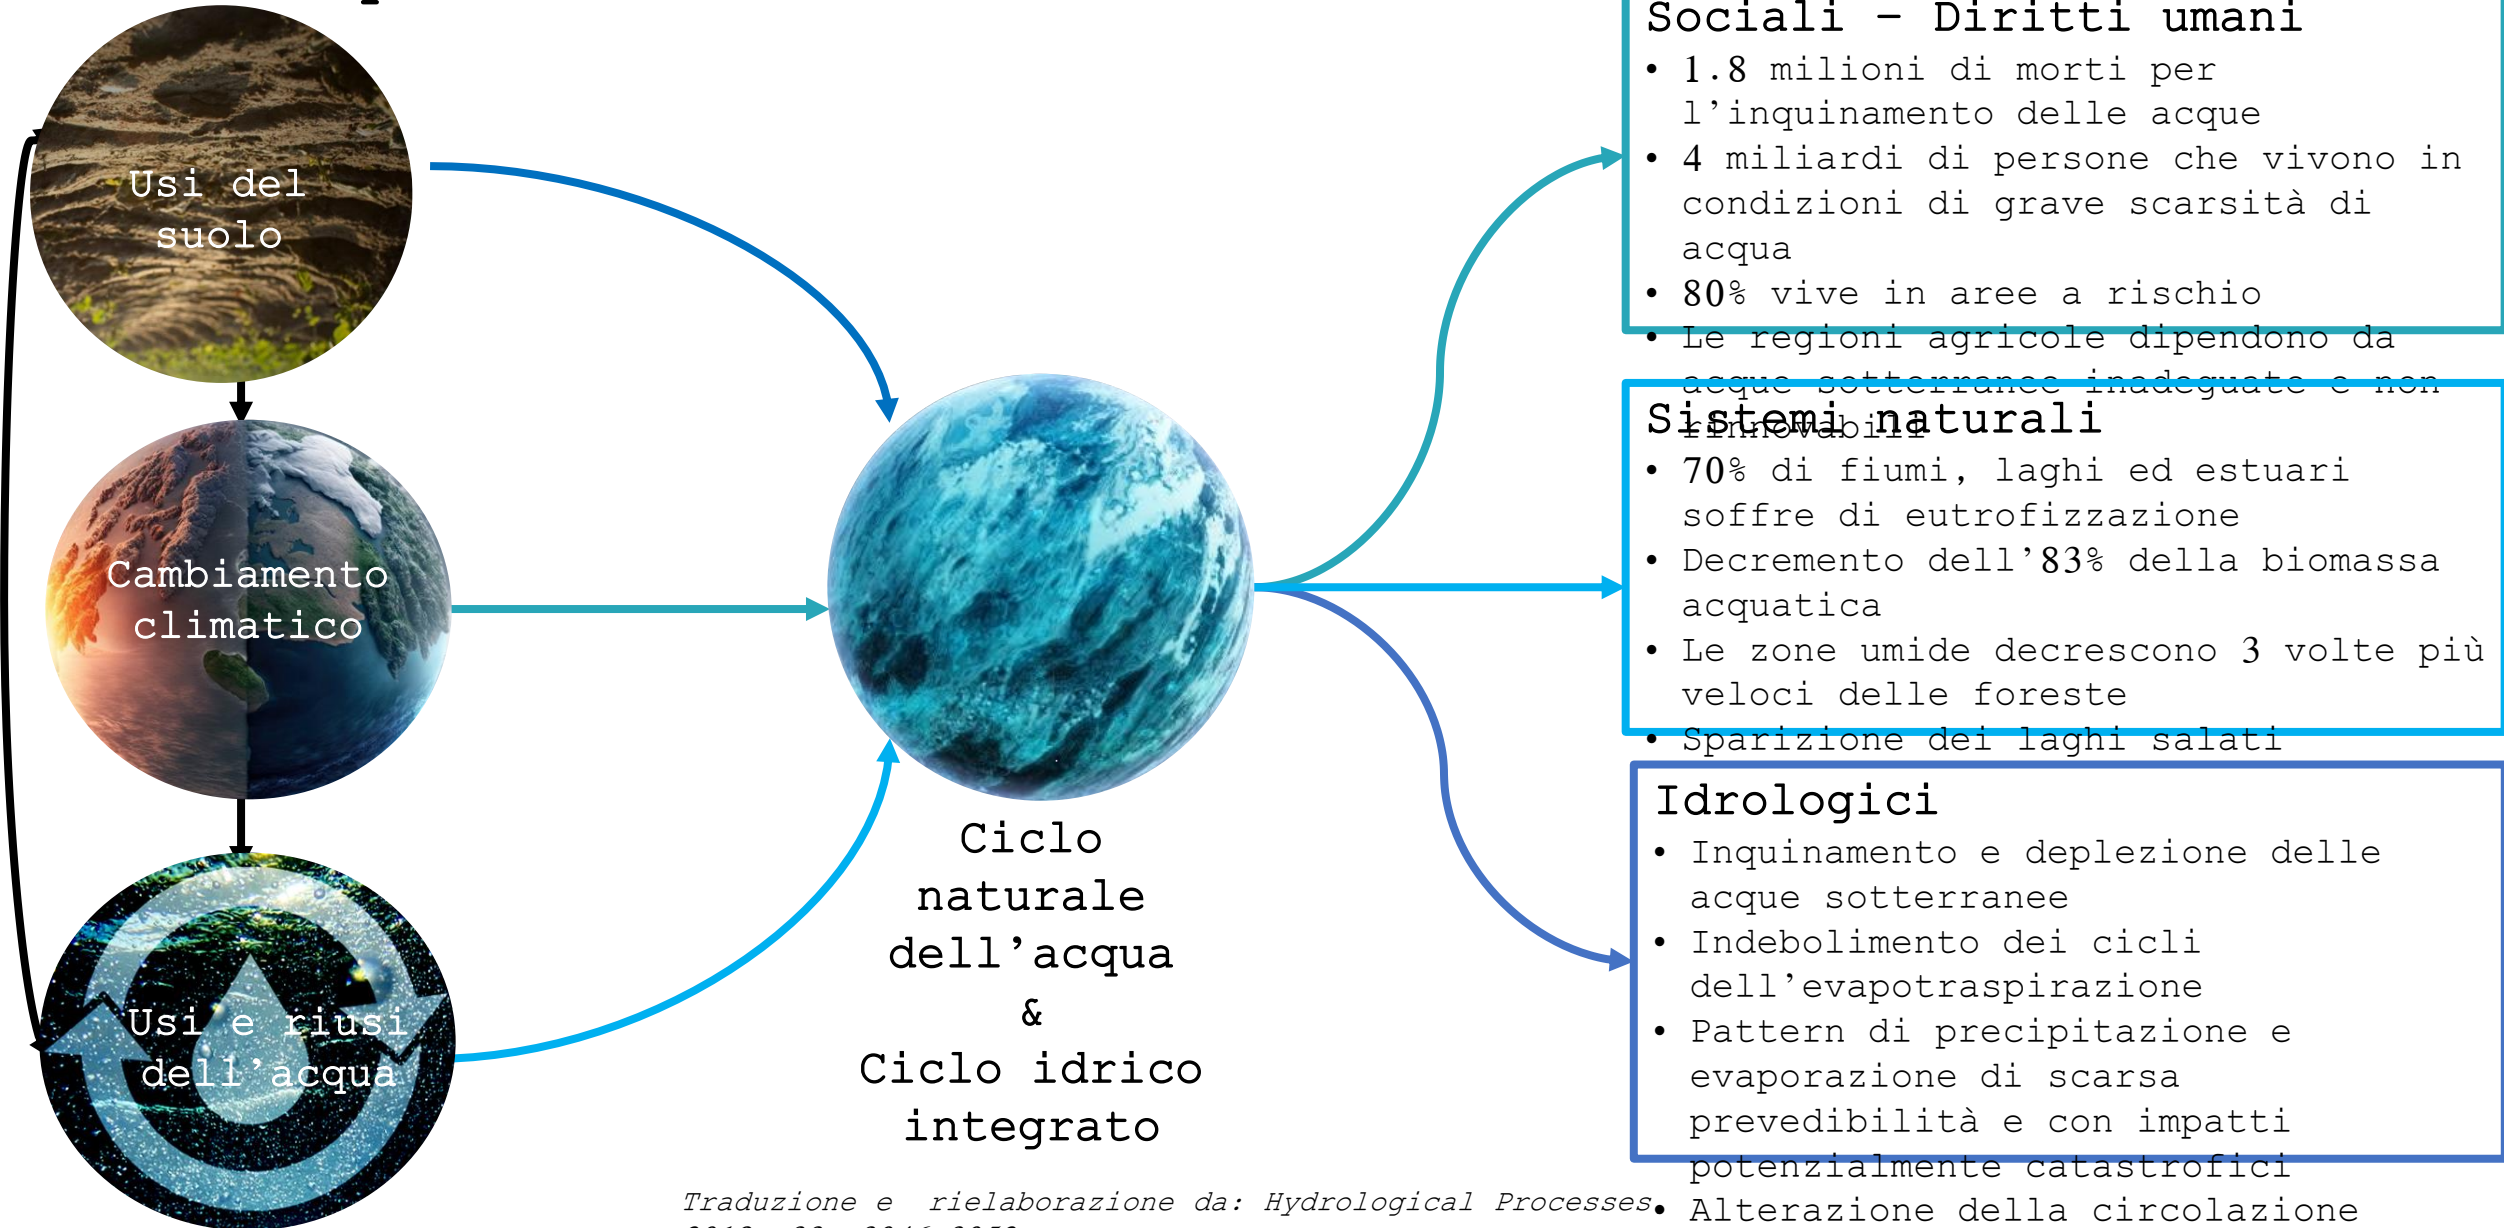 Usi del
suolo
Cambiamento
climatico
Usi e riusi
dell’acqua
Ciclo
naturale
dell’acqua
&
Ciclo idrico
integrato
Sociali – Diritti umani
• 1.8 milioni di morti per
l’inquinamento delle acque
• 4 miliardi di persone che vivono in
condizioni di grave scarsità di
acqua
• 80% vive in aree a rischio
• Le regioni agricole dipendono da
acque sotterranee inadeguate e non
rinnovabili
Sistemi naturali
• 70% di fiumi, laghi ed estuari
soffre di eutrofizzazione
• Decremento dell’83% della biomassa
acquatica
• Le zone umide decrescono 3 volte più
veloci delle foreste
• Sparizione dei laghi salati
Idrologici
• Inquinamento e deplezione delle
acque sotterranee
• Indebolimento dei cicli
dell’evapotraspirazione
• Pattern di precipitazione e
evaporazione di scarsa
prevedibilità e con impatti
potenzialmente catastrofici
• Alterazione della circolazione
Traduzione e rielaborazione da: Hydrological Processes